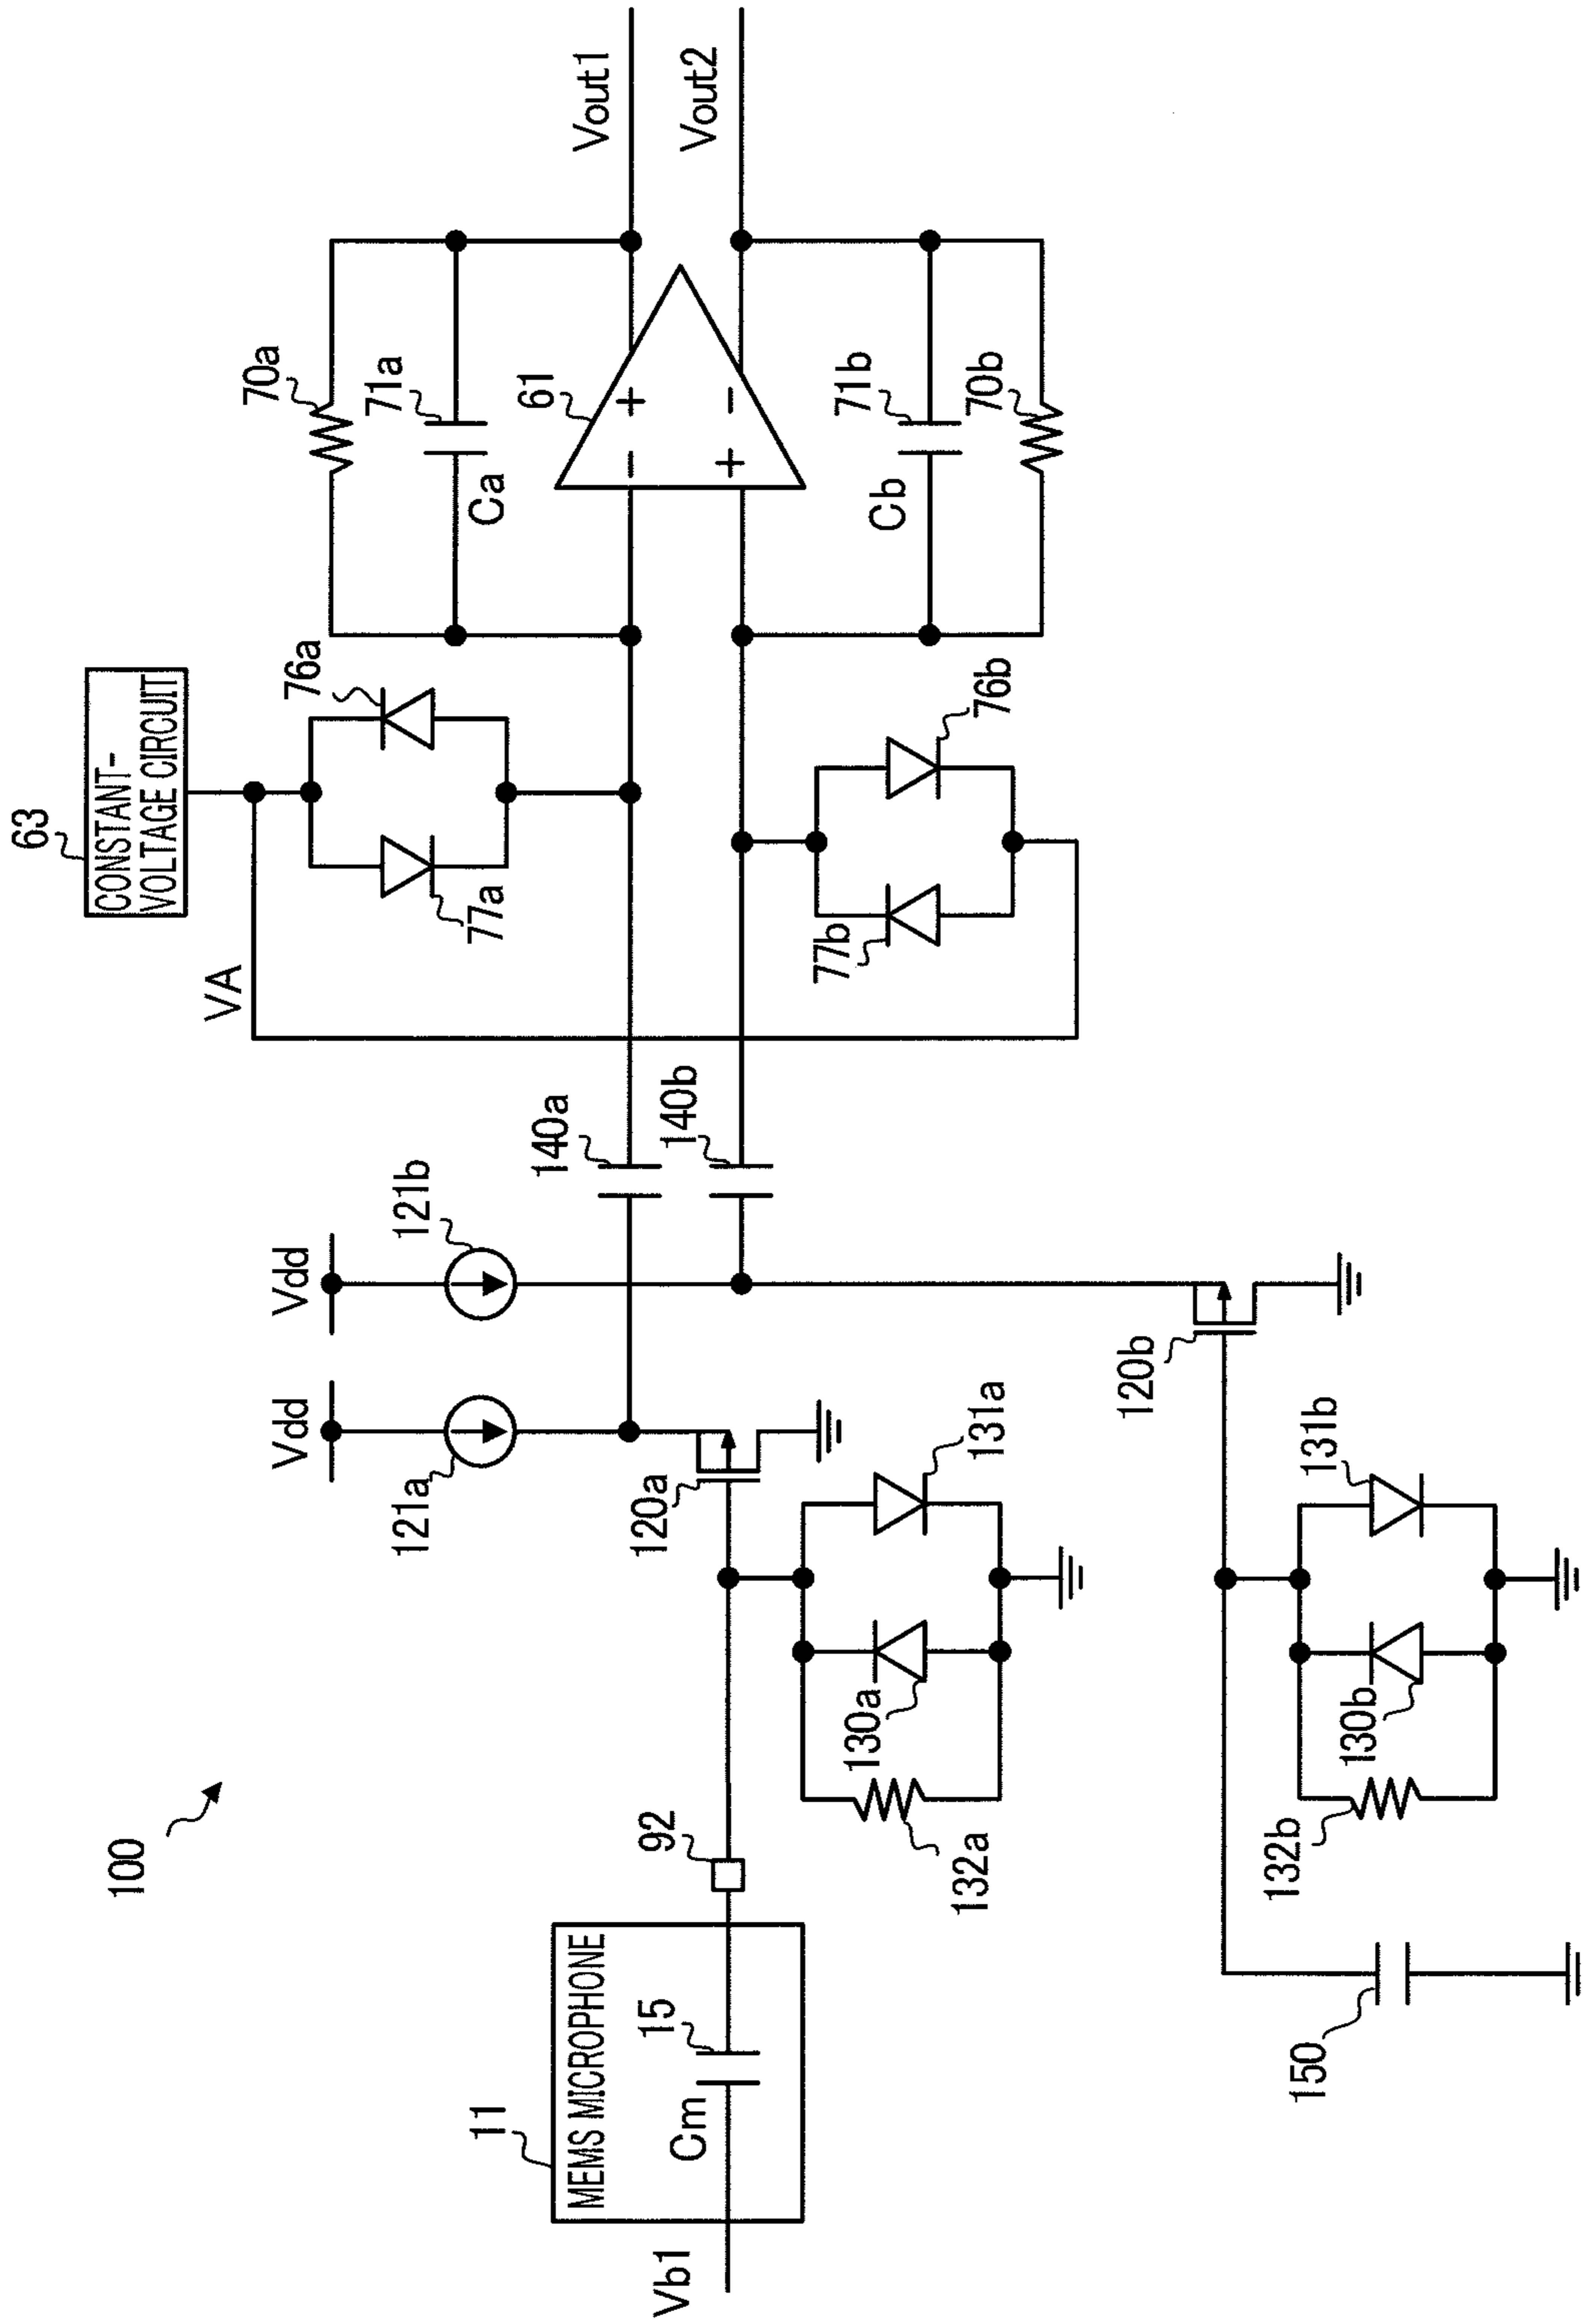 100
63
CONSTANT-
VOLTAGE CIRCUIT
VA
77a
76a
70a
71a
Ca
61
- +
+ -
Vout1
Vout2
71b
Cb
70b
76b
77b
Vdd
Vdd
121a
121b
140a
140b
120a
120b
11
MEMS MICROPHONE
15
Cm
Vb1
92
130a
131a
132a
130b
131b
132b
150